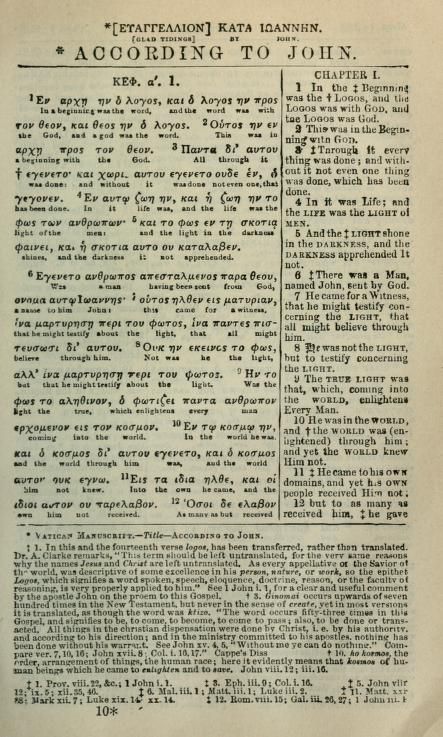 *[ΕΥΑΓΓΕΛΙΟΝ] ΚΑΤΑ ΙΩΑΝΝΗΝ.
[GLAD TIDINGS] BY JOHN.
* ACCORDING TO JOHN.
ΚΕΦ. α'. 1.
1 Εν αρχῃ ην ὁ λογος, και ὁ λογος ην προς
In a beginning was the word, and the word was with
τον θεον, και θεος ην ὁ λογος. 2 Οὑτος ην εν
the God, and a god was the word. This was in
αρχῃ προς τον θεον. 3 Παντα δι' αυτου
a beginning with the God. All through it
† εγενετο· και χωρις αυτου εγενετο ουδε ἑν, ὁ
was done: and without it was done not even one, that
γεγονεν. 4 Εν αυτῳ ζωη ην, και ἡ ζωη ην το
has been done. In it life was, and the life was the
φως των ανθρωπων· 5 και το φως εν τῃ σκοτιᾳ
light of the men: and the light in the darkness
φαινει, και ἡ σκοτια αυτο ου καταλαβεν.
shines, and the darkness it not apprehended.
6 Εγενετο ανθρωπος απεσταλμενος παρα θεου,
Was a man having been sent from God,
ονομα αυτῳ Ιωαννης· 7 οὑτος ηλθεν εις ματυριαν,
a name to him John: this came for a witness,
ἱνα μαρτυρησῃ περι του φωτος, ἱνα παντες πισ-
that he might testify about the light, that all might
τευσωσι δι' αυτου. 8 Ουκ ην εκεινος το φως,
believe through him. Not was he the light,
αλλ' ἱνα μαρτυρησῃ περι του φωτος. 9 Ην το
but that he might testify about the light. Was the
φως το αληθινον, ὁ φωτιζει παντα ανθρωπον
light the true, which enlightens every man
ερχομενον εις τον κοσμον. 10 Εν τῳ κοσμῳ ην,
coming into the world. In the world he was.
και ὁ κοσμος δι' αυτου εγενετο, και ὁ κοσμος
and the world through him was, and the world
αυτον ουκ εγνω. 11 Εις τα ιδια ηλθε, και οἱ
him not knew. Into the own he came, and the
ιδιοι αυτον ου παρελαβον. 12 Ὁσοι δε ελαβον
own him not received. As many as but received
CHAPTER I.
1 In the ‡ Beginning
was the † LOGOS, and the
LOGOS was with GOD, and
the LOGOS was God.
2 This was in the Begin-
ning with GOD.
3 ‡ Through it every
thing was done; and with-
out it not even one thing
was done, which has been
done.
4 In it was Life; and
the LIFE was the LIGHT of
MEN.
5 And the ‡ LIGHT shone
in the DARKNESS, and the
DARKNESS apprehended It
not.
6 ‡ There was a Man,
named John, sent by God.
7 He came for a Witness,
that he might testify con-
cerning the LIGHT, that
all might believe through
him.
8 He was not the LIGHT,
but to testify concerning
the LIGHT.
9 The TRUE LIGHT was
that, which, coming into
the WORLD, enlightens
Every Man.
10 He was in the WORLD,
and † the WORLD was (en-
lightened) through him;
and yet the WORLD knew
Him not.
11 ‡ He came to his OWN
domains, and yet his OWN
people received Him not;
12 but to as many as
received him, ‡ he gave
* VATICAN MANUSCRIPT.—Title—ACCORDING TO JOHN.
† 1. In this and the fourteenth verse logos, has been transferred, rather than translated.
Dr. A. Clarke remarks, "This term should be left untranslated, for the very same reasons
why the names Jesus and Christ are left untranslated. As every appellative of the Savior of
the world, was descriptive of some excellence in his person, nature, or work, so the epithet
Logos, which signifies a word spoken, speech, eloquence, doctrine, reason, or the faculty of
reasoning, is very properly applied to him." See 1 John i. 1, for a clear and useful comment
by the apostle John on the proem to this Gospel. † 3. Ginomai occurs upwards of seven
hundred times in the New Testament, but never in the sense of create, yet in most versions
it is translated, as though the word was ktizo. "The word occurs fifty-three times in this
Gospel, and signifies to be, to come, to become, to come to pass; also, to be done or trans-
acted. All things in the christian dispensation were done by Christ, i. e. by his authority,
and according to his direction; and in the ministry committed to his apostles, nothing has
been done without his warrant. See John xv. 4, 5, "Without me ye can do nothing." Com-
pare ver. 7, 10, 16; John xvii. 8; Col. i. 16, 17." Cappe's Diss † 10. ho kosmos, the
order, arrangement of things, the human race; here it evidently means that kosmos of hu-
man beings which he came to enlighten and to save. John viii. 12; iii. 16.
‡ 1. Prov. viii. 22, &c.; 1 John i. 1. ‡ 3. Eph. iii. 9; Col. i. 16. ‡ 5. John viii
12; ix. 5; xii. 35, 46. ‡ 6. Mal. iii. 1; Matt. iii. 1; Luke iii. 2. ‡ 11. Matt.
88; Mark xii. 7; Luke xix. 14; xx. 14. ‡ 12. Rom. viii. 15; Gal. iii. 26, 27; 1 John iii. 1
10*